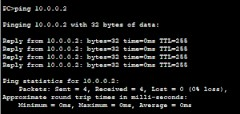 PC>ping 10.0.0.2
Pinging 10.0.0.2 with 32 bytes of data:
Reply from 10.0.0.2: bytes=32 time=0ms TTL=255
Reply from 10.0.0.2: bytes=32 time=0ms TTL=255
Reply from 10.0.0.2: bytes=32 time=0ms TTL=255
Reply from 10.0.0.2: bytes=32 time=0ms TTL=255
Ping statistics for 10.0.0.2:
Packets: Sent = 4, Received = 4, Lost = 0 (0% loss),
Approximate round trip times in milli-seconds:
Minimum = 0ms, Maximum = 0ms, Average = 0ms